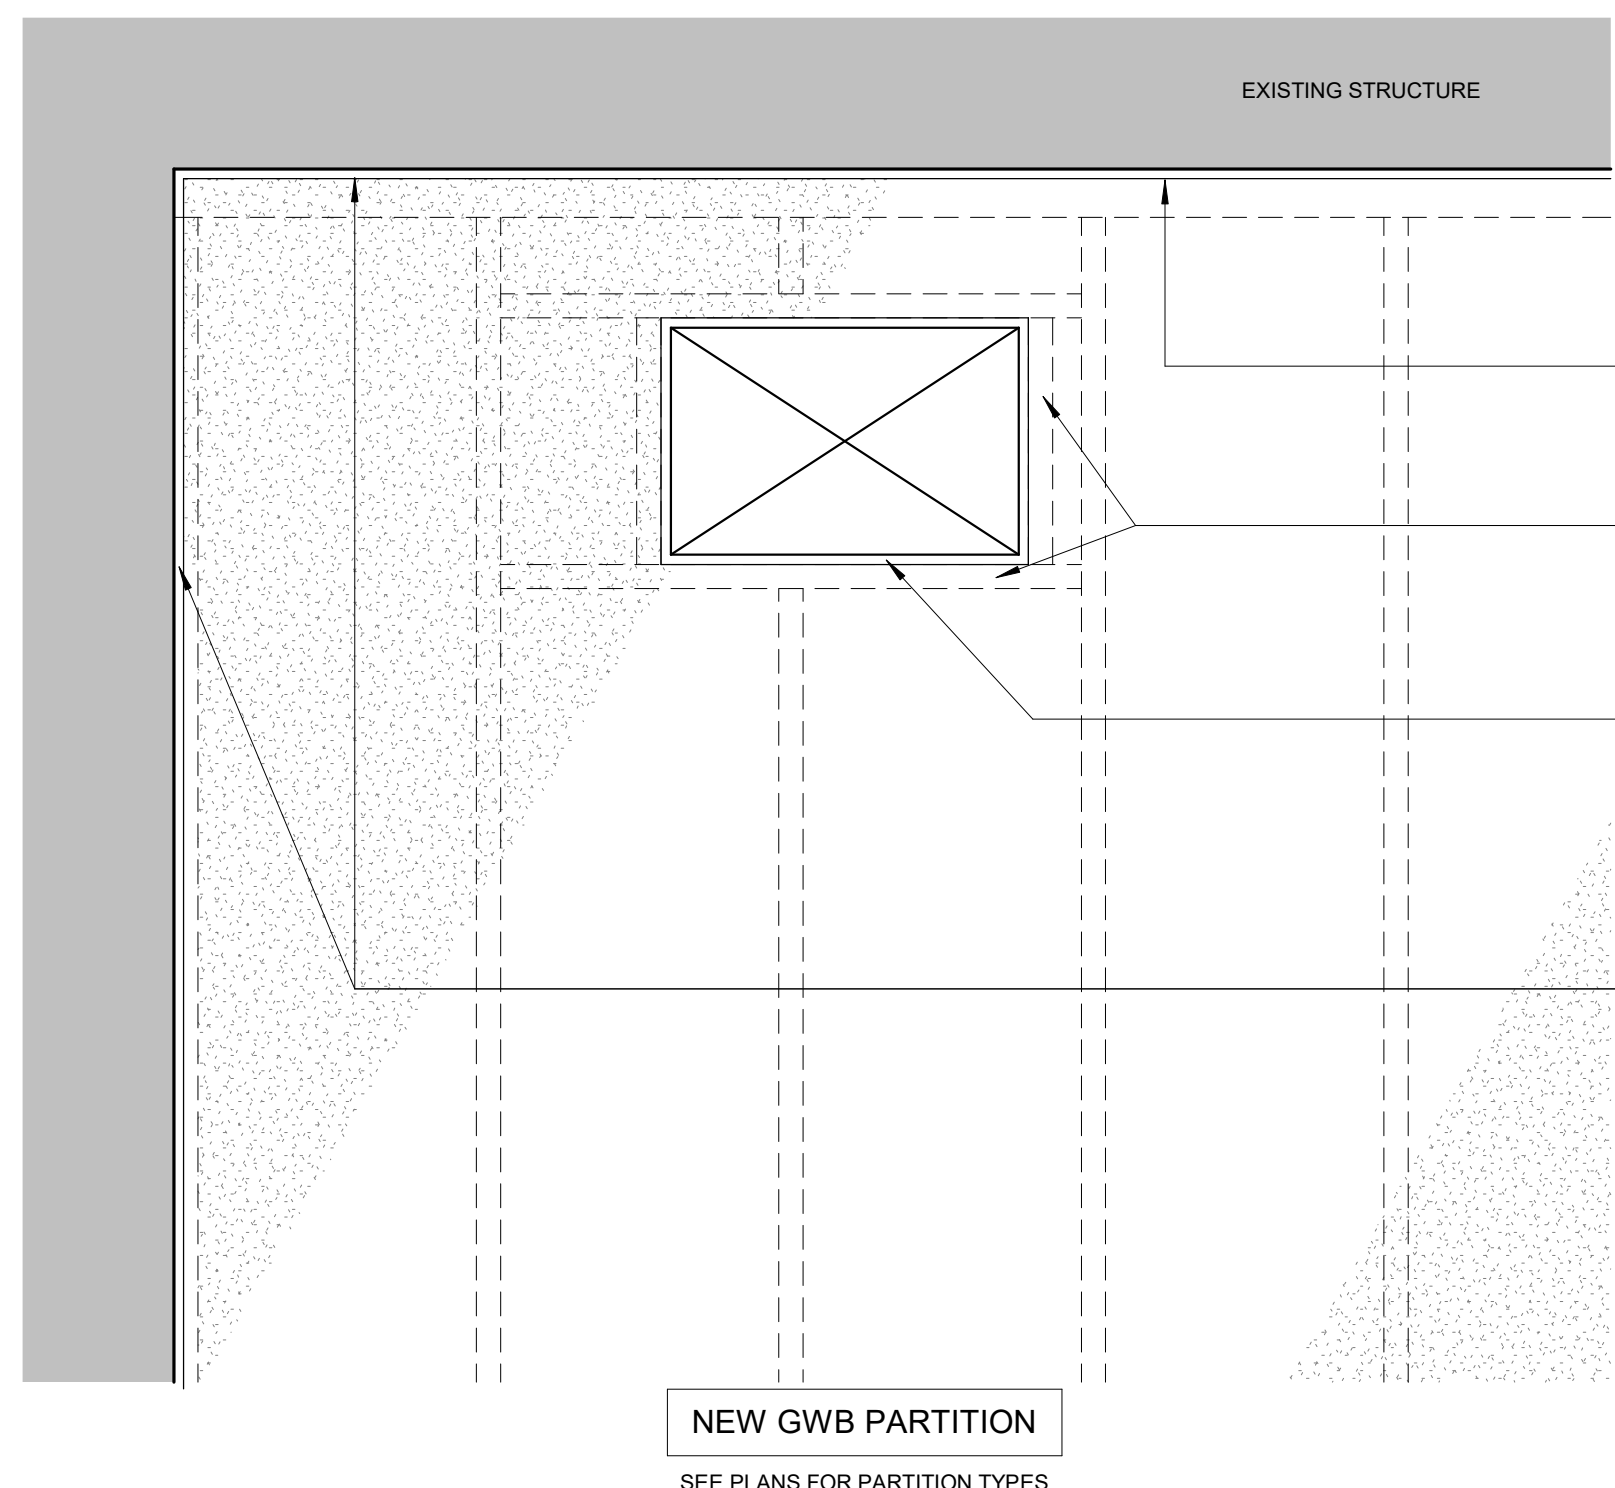 EXISTING STRUCTURE
NEW GWB PARTITION
SEE PLANS FOR PARTITION TYPES